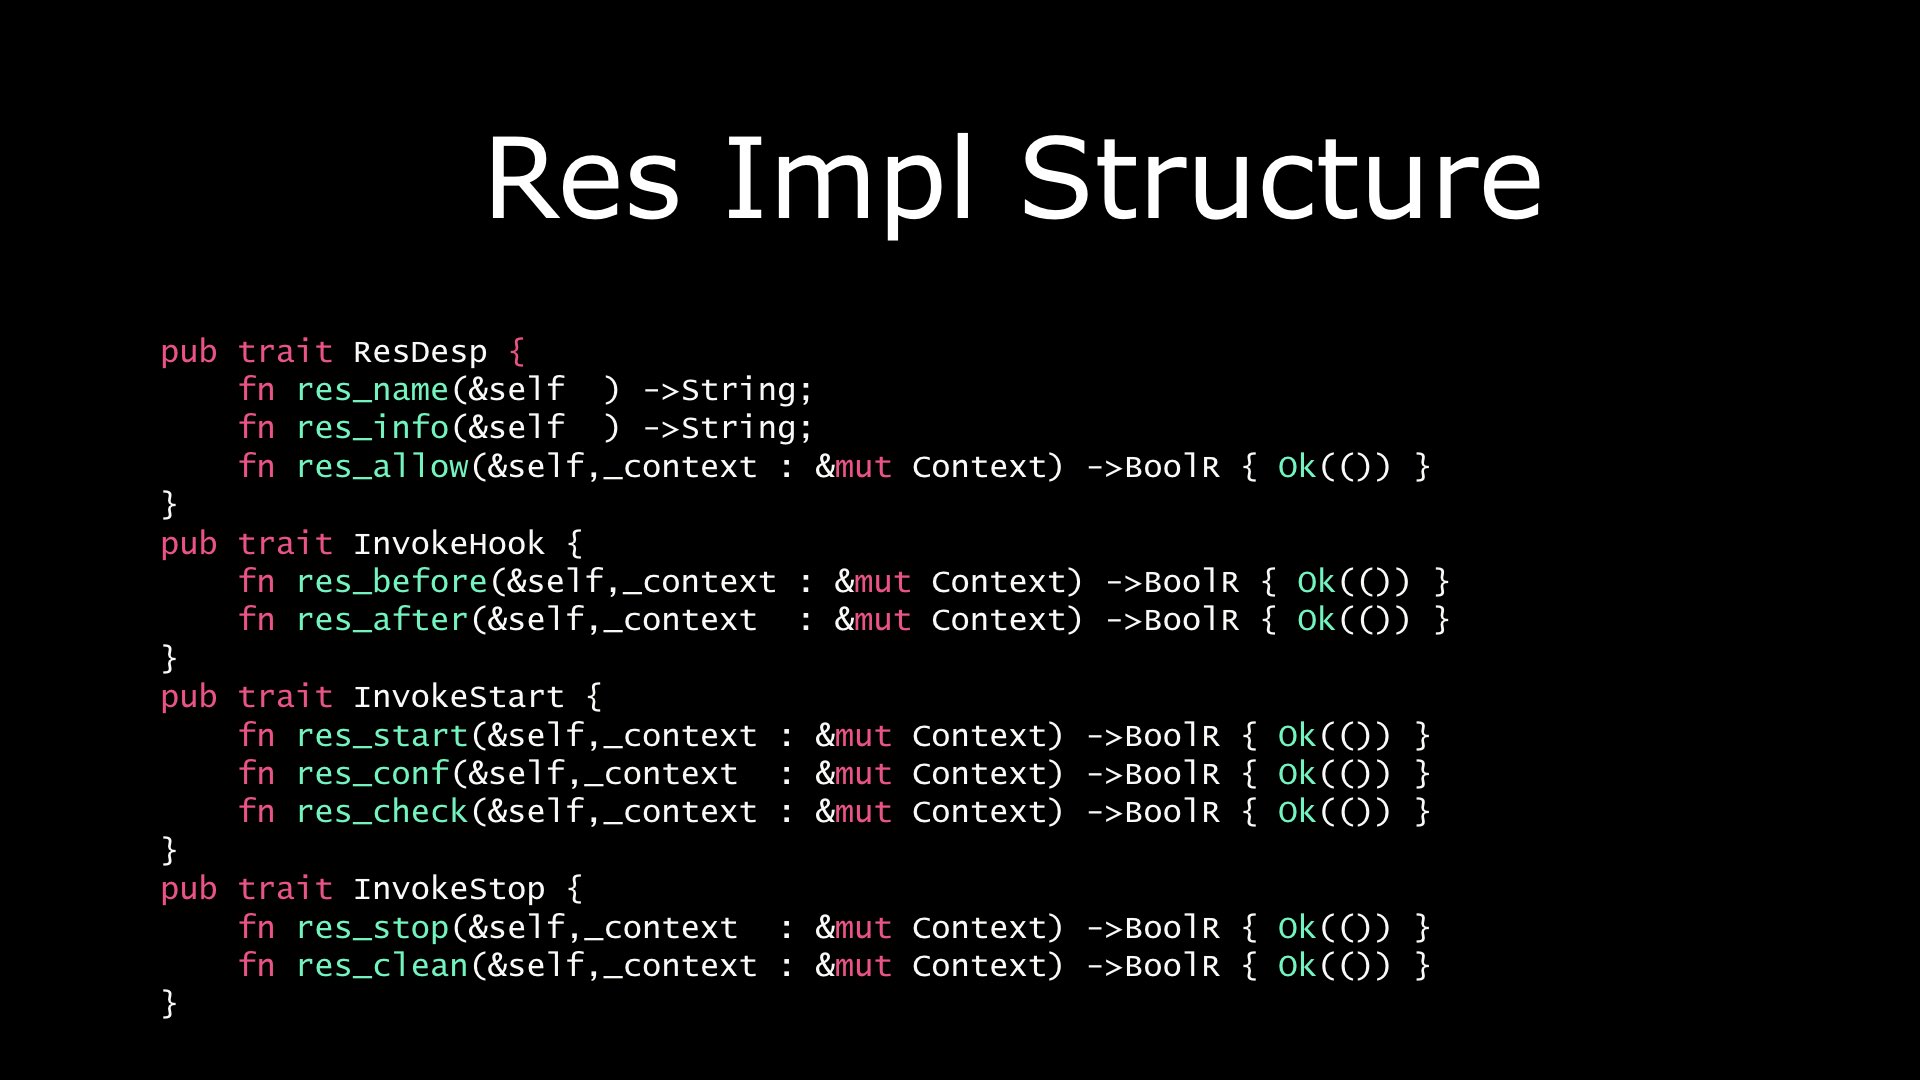 Res Impl Structure
pub trait ResDesp {
    fn res_name(&self  ) ->String;
    fn res_info(&self  ) ->String;
    fn res_allow(&self,_context : &mut Context) ->BoolR { Ok(()) }
}
pub trait InvokeHook {
    fn res_before(&self,_context : &mut Context) ->BoolR { Ok(()) }
    fn res_after(&self,_context  : &mut Context) ->BoolR { Ok(()) }
}
pub trait InvokeStart {
    fn res_start(&self,_context : &mut Context) ->BoolR { Ok(()) }
    fn res_conf(&self,_context  : &mut Context) ->BoolR { Ok(()) }
    fn res_check(&self,_context : &mut Context) ->BoolR { Ok(()) }
}
pub trait InvokeStop {
    fn res_stop(&self,_context  : &mut Context) ->BoolR { Ok(()) }
    fn res_clean(&self,_context : &mut Context) ->BoolR { Ok(()) }
}